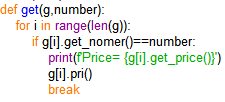 def get(g,number):
    for i in range(len(g)):
        if g[i].get_nomer()==number:
            print(f'Price= {g[i].get_price()}')
            g[i].pri()
            break